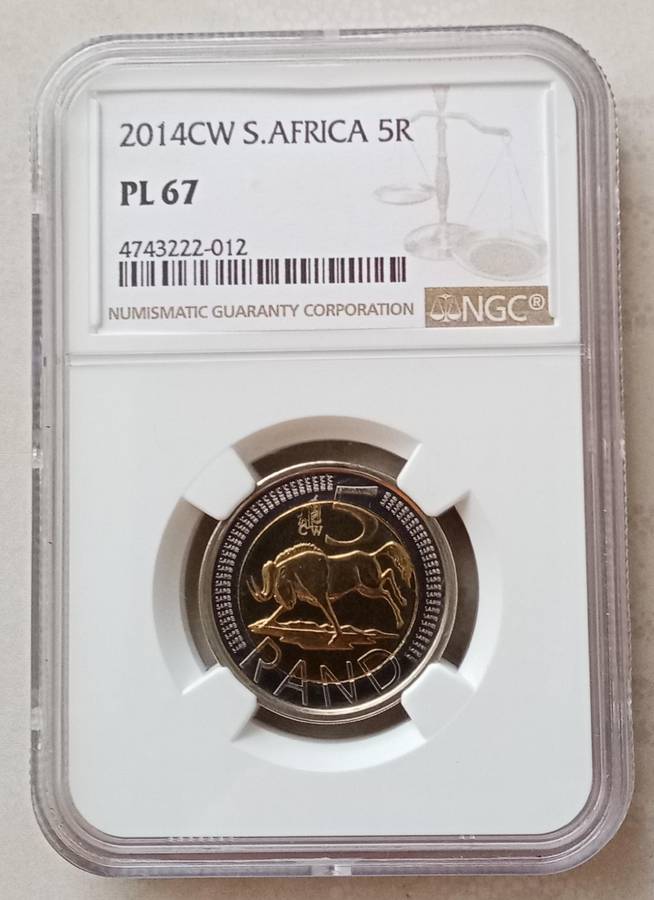 2014CW S.AFRICA 5R
PL 67
4743222-012
NUMISMATIC GUARANTY CORPORATION
NGC®
5
CW
RAND